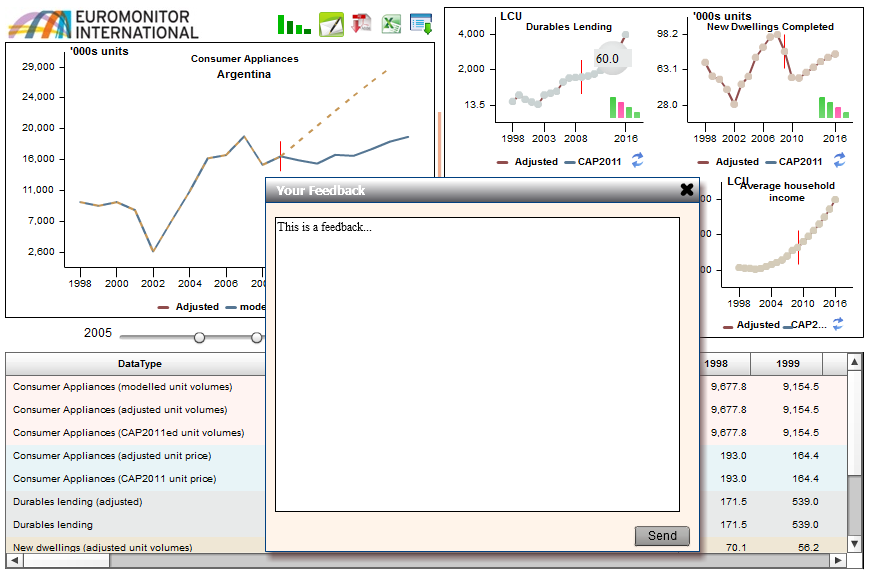 EUROMONITOR
INTERNATIONAL
'000s units
Consumer Appliances
Argentina
29,000
24,000
20,000
16,000
11,000
7,000
2,600
1998 2000 2002 2004 2006
Adjusted
2005
LCU
Durables Lending
4,000
2,000
13.5
60.0
1998 2003 2008 2016
Adjusted CAP2011
'000s units
New Dwellings Completed
98.2
63.1
28.0
1998 2002 2006 2010 2016
Adjusted CAP2011
LCU
Average household
income
1998 2004 2010 2016
Adjusted CAP2...
Your Feedback
This is a feedback...
Send
DataType 1998 1999
Consumer Appliances (modelled unit volumes) 9,677.8 9,154.5
Consumer Appliances (adjusted unit volumes) 9,677.8 9,154.5
Consumer Appliances (CAP2011ed unit volumes) 9,677.8 9,154.5
Consumer Appliances (adjusted unit price) 193.0 164.4
Consumer Appliances (CAP2011 unit price) 193.0 164.4
Durables lending (adjusted) 171.5 539.0
Durables lending 171.5 539.0
New dwellings (adjusted unit volumes) 70.1 56.2